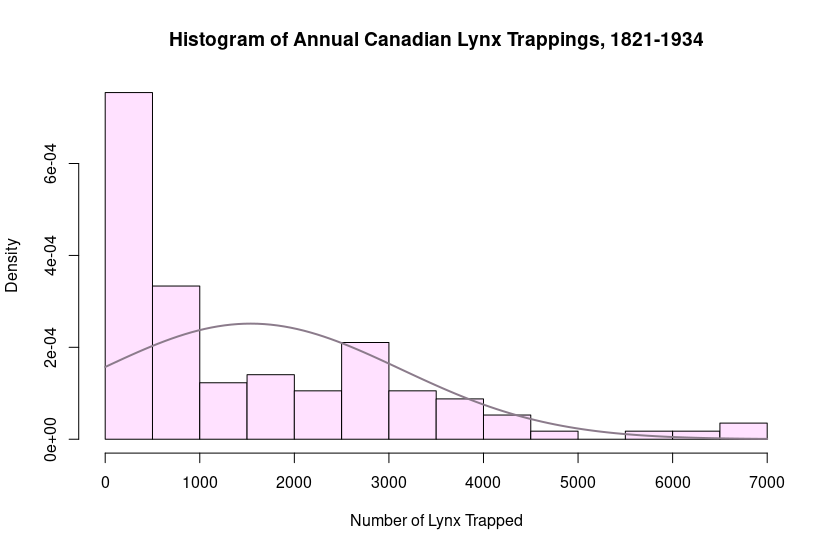 Histogram of Annual Canadian Lynx Trappings, 1821-1934
Density
6e-04
4e-04
2e-04
0e+00
0 1000 2000 3000 4000 5000 6000 7000
Number of Lynx Trapped